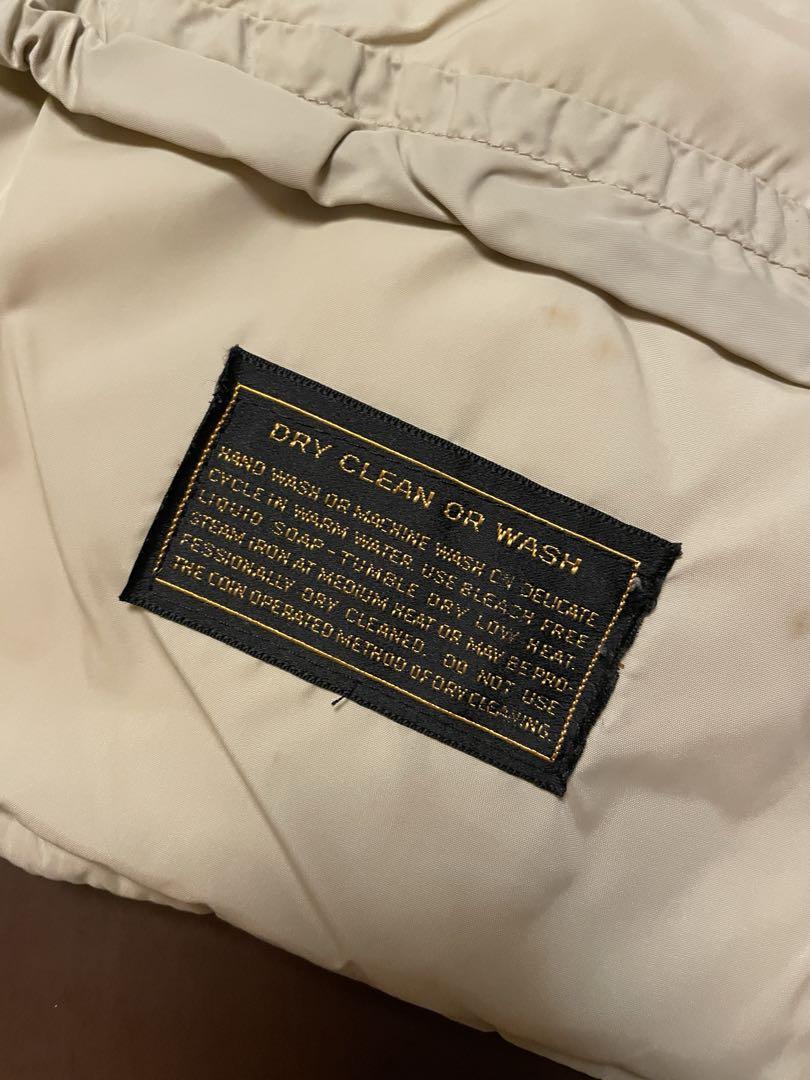 DRY CLEAN OR WASH
HAND WASH OR MACHINE WASH ON DELICATE
CYCLE IN WARM WATER, USE BLEACH FREE
LIQUID SOAP - TUMBLE DRY LOW HEAT.
STEAM IRON AT MEDIUM HEAT OR MAY BE PRO-
FESSIONALLY DRY CLEANED. DO NOT USE
THE COIN OPERATED METHOD OF DRY CLEANING.